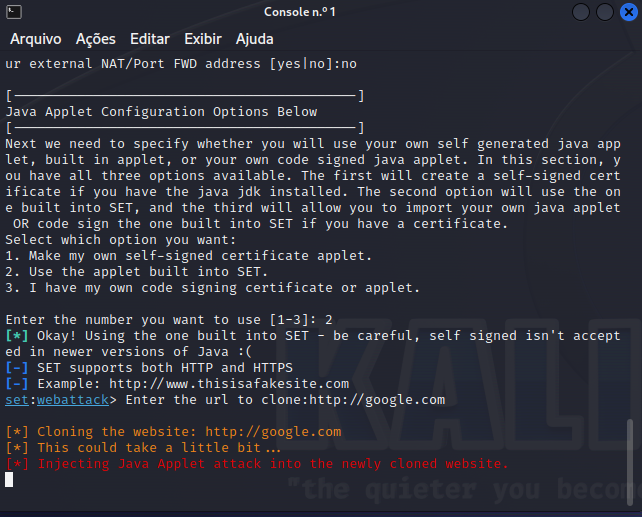 Console n.º 1
Arquivo Ações Editar Exibir Ajuda
ur external NAT/Port FWD address [yes|no]:no
[-------------------------------------------]
Java Applet Configuration Options Below
[-------------------------------------------]
Next we need to specify whether you will use your own self generated java app
let, built in applet, or your own code signed java applet. In this section, y
ou have all three options available. The first will create a self-signed cert
ificate if you have the java jdk installed. The second option will use the on
e built into SET, and the third will allow you to import your own java applet
 OR code sign the one built into SET if you have a certificate.
Select which option you want:
1. Make my own self-signed certificate applet.
2. Use the applet built into SET.
3. I have my own code signing certificate or applet.
Enter the number you want to use [1-3]: 2
[*] Okay! Using the one built into SET - be careful, self signed isn't accept
ed in newer versions of Java :(
[-] SET supports both HTTP and HTTPS
[-] Example: http://www.thisisafakesite.com
set:webattack> Enter the url to clone:http://google.com
[*] Cloning the website: http://google.com
[*] This could take a little bit...
[*] Injecting Java Applet attack into the newly cloned website.
KALI
"the quieter you becom